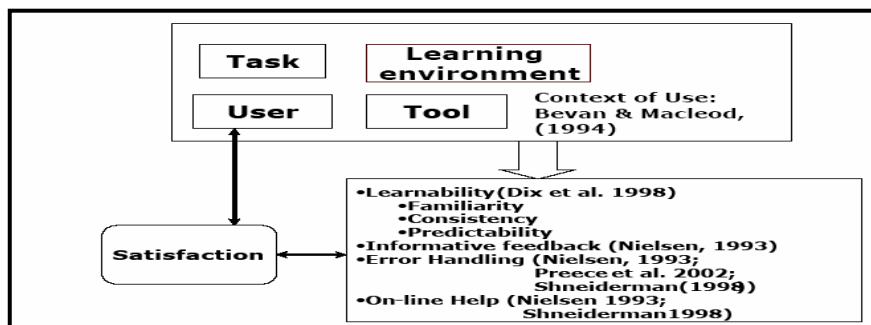 Task
Learning
environment
User
Tool
Context of Use:
Bevan & Macleod,
(1994)
•Learnability(Dix et al. 1998)
•Familiarity
•Consistency
•Predictability
•Informative feedback (Nielsen, 1993)
•Error Handling (Nielsen, 1993;
Preece et al. 2002;
Shneiderman(1998))
•On-line Help (Nielsen 1993;
Shneiderman1998)
Satisfaction